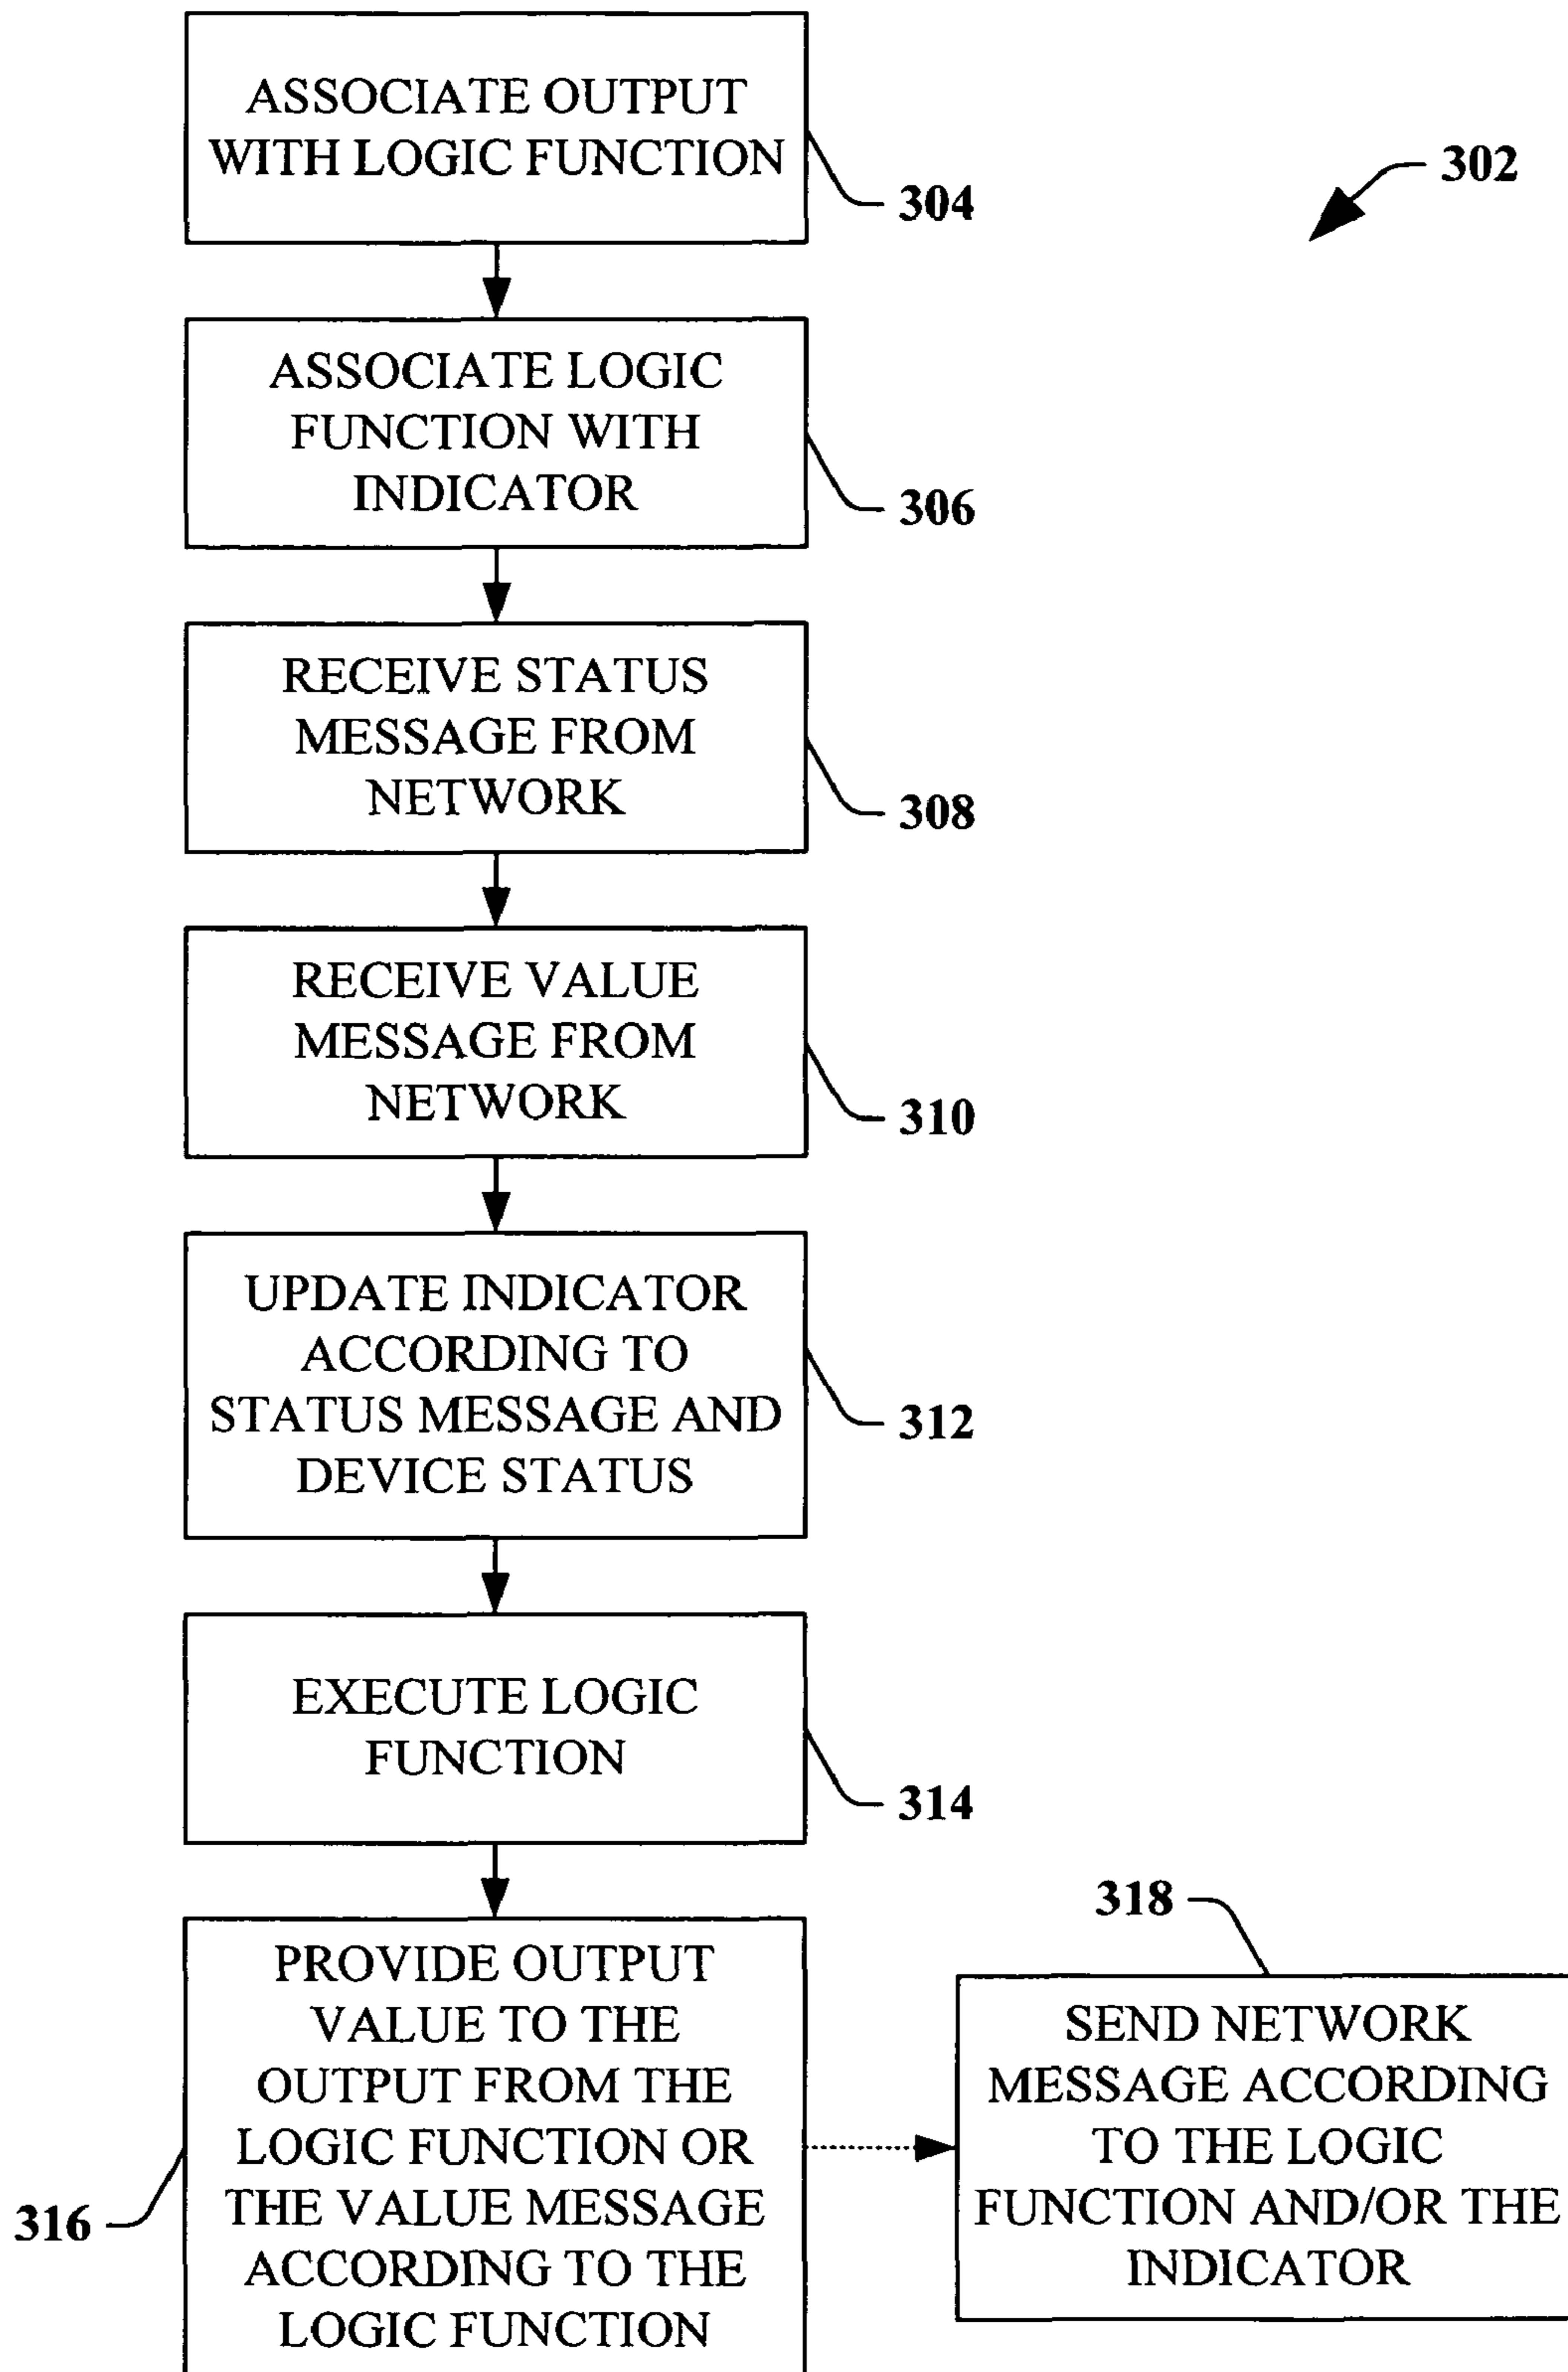 ASSOCIATE OUTPUT
WITH LOGIC FUNCTION
304
302
ASSOCIATE LOGIC
FUNCTION WITH
INDICATOR
306
RECEIVE STATUS
MESSAGE FROM
NETWORK
308
RECEIVE VALUE
MESSAGE FROM
NETWORK
310
UPDATE INDICATOR
ACCORDING TO
STATUS MESSAGE AND
DEVICE STATUS
312
EXECUTE LOGIC
FUNCTION
314
PROVIDE OUTPUT
VALUE TO THE
OUTPUT FROM THE
LOGIC FUNCTION OR
THE VALUE MESSAGE
ACCORDING TO THE
LOGIC FUNCTION
316
318
SEND NETWORK
MESSAGE ACCORDING
TO THE LOGIC
FUNCTION AND/OR THE
INDICATOR